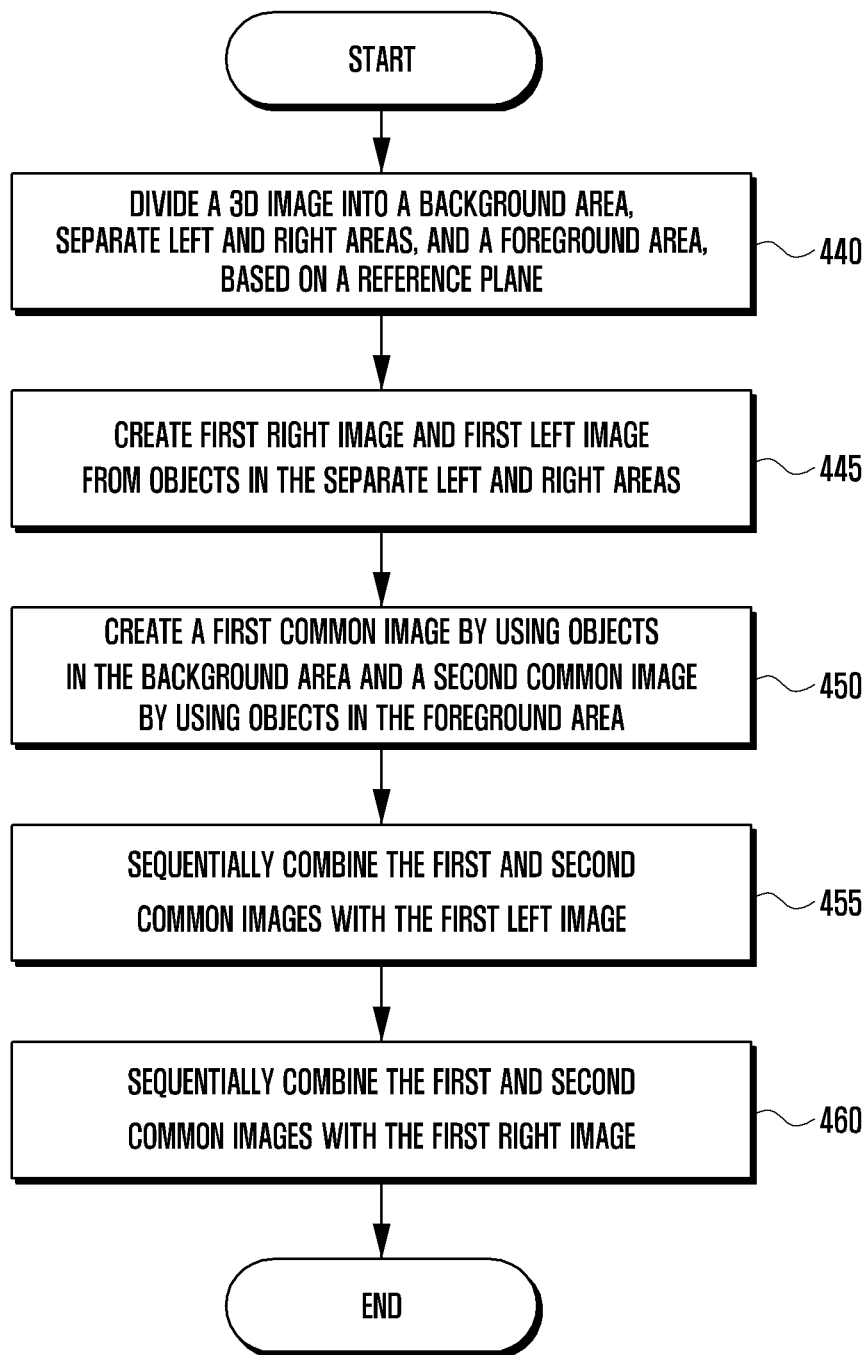 START
DIVIDE A 3D IMAGE INTO A BACKGROUND AREA,
SEPARATE LEFT AND RIGHT AREAS, AND A FOREGROUND AREA,
BASED ON A REFERENCE PLANE
440
CREATE FIRST RIGHT IMAGE AND FIRST LEFT IMAGE
FROM OBJECTS IN THE SEPARATE LEFT AND RIGHT AREAS
445
CREATE A FIRST COMMON IMAGE BY USING OBJECTS
IN THE BACKGROUND AREA AND A SECOND COMMON IMAGE
BY USING OBJECTS IN THE FOREGROUND AREA
450
SEQUENTIALLY COMBINE THE FIRST AND SECOND
COMMON IMAGES WITH THE FIRST LEFT IMAGE
455
SEQUENTIALLY COMBINE THE FIRST AND SECOND
COMMON IMAGES WITH THE FIRST RIGHT IMAGE
460
END